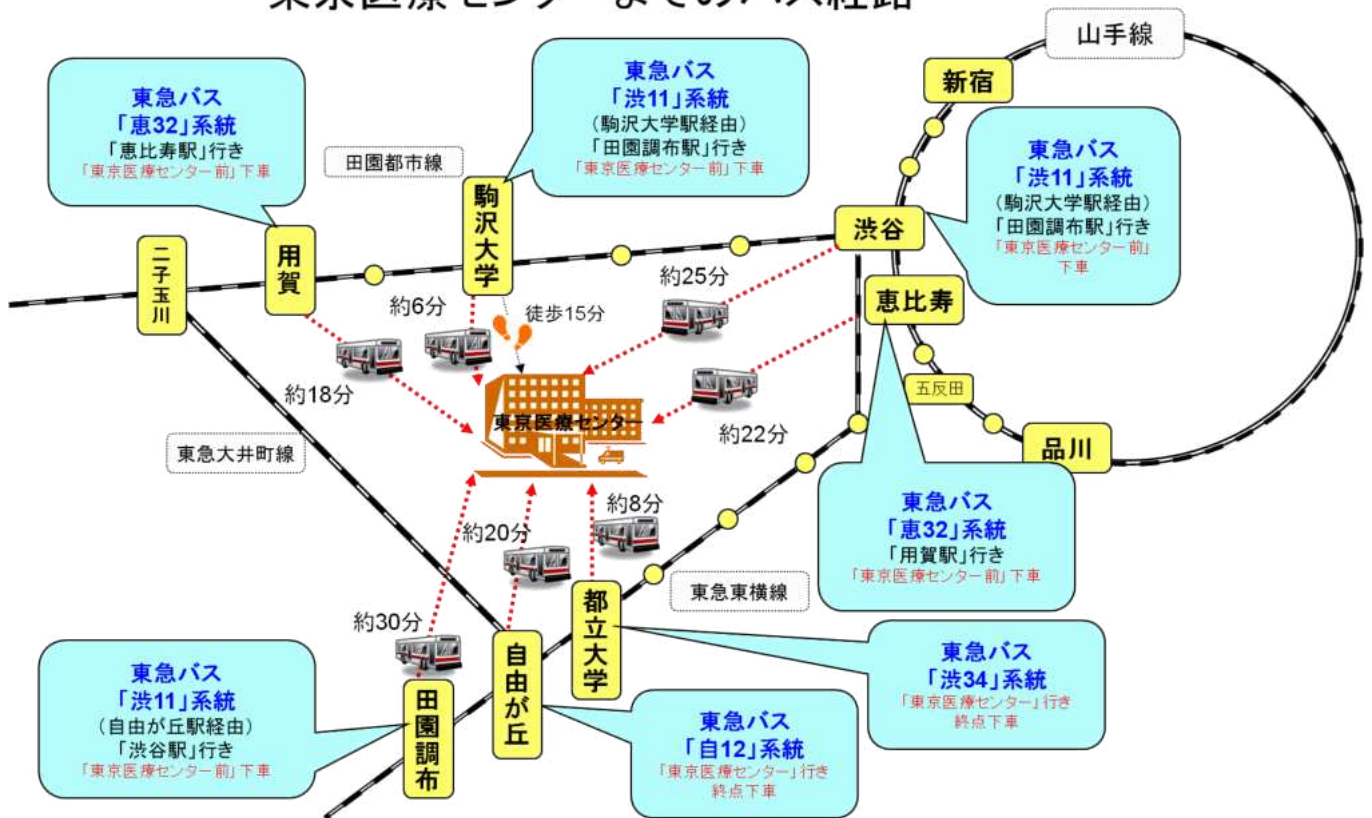 東京医療センターまでのバス経路
山手線
東急バス
「恵32」系統
「恵比寿駅」行き
「東京医療センター前」下車
東急バス
「渋11」系統
(駒沢大学駅経由)
「田園調布駅」行き
「東京医療センター前」下車
新宿
東急バス
「渋11」系統
(駒沢大学駅経由)
「田園調布駅」行き
「東京医療センター前」
下車
田園都市線
駒沢大学
渋谷
二子玉川
用賀
恵比寿
約6分
徒歩15分
約25分
約18分
五反田
東京医療センター
約22分
品川
東急大井町線
東急バス
「恵32」系統
「用賀駅」行き
「東京医療センター前」下車
約8分
約20分
東急東横線
約30分
都立大学
自由が丘
田園調布
東急バス
「渋34」系統
「東京医療センター」行き
終点下車
東急バス
「渋11」系統
(自由が丘駅経由)
「渋谷駅」行き
「東京医療センター前」下車
東急バス
「自12」系統
「東京医療センター」行き
終点下車